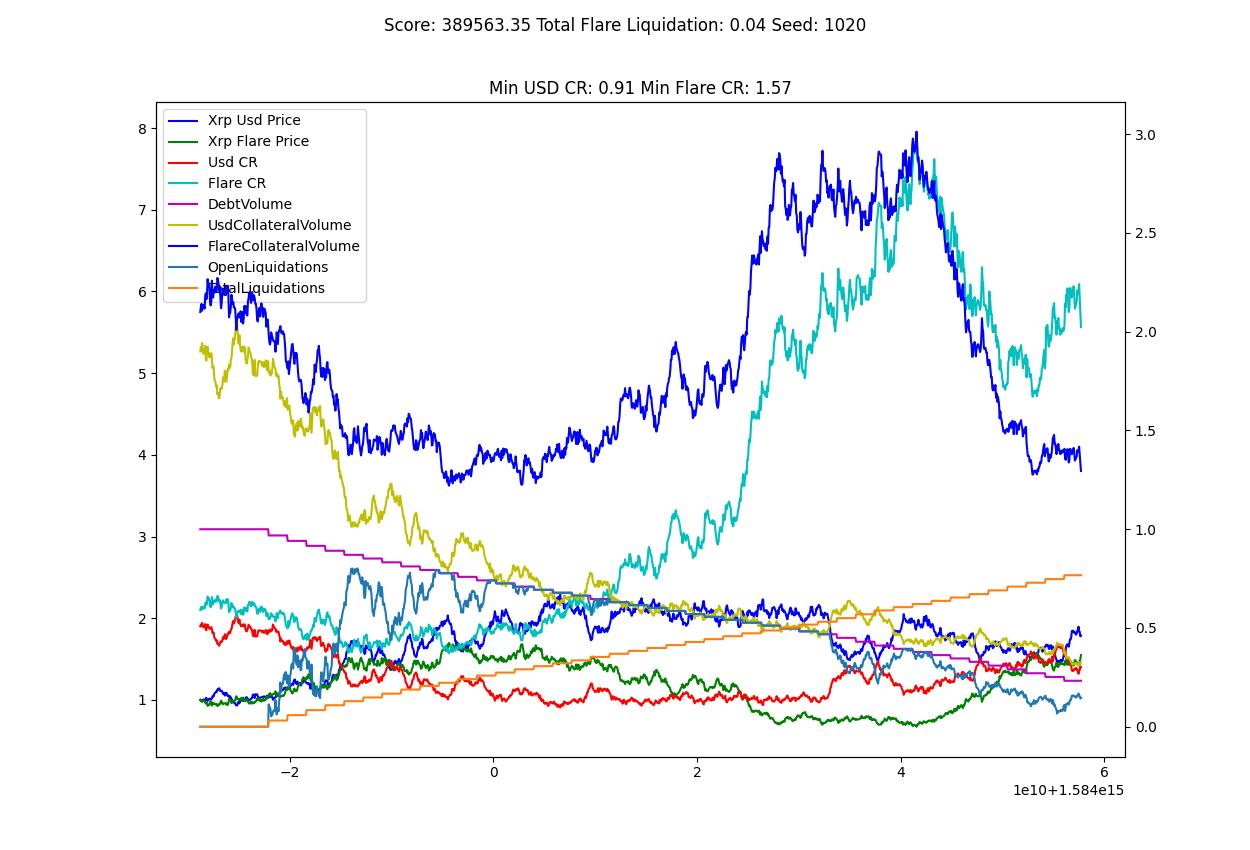 Score: 389563.35 Total Flare Liquidation: 0.04 Seed: 1020
Min USD CR: 0.91 Min Flare CR: 1.57
Xrp Usd Price
Xrp Flare Price
Usd CR
Flare CR
DebtVolume
UsdCollateralVolume
FlareCollateralVolume
OpenLiquidations
TotalLiquidations
8
7
6
5
4
3
2
1
3.0
2.5
2.0
1.5
1.0
0.5
0.0
−2
0
2
4
6
1e10+1.584e15